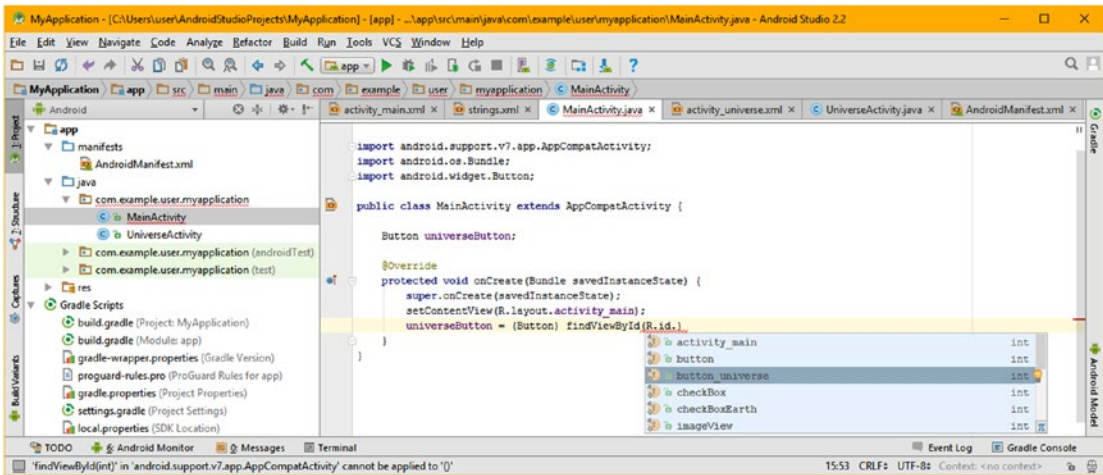 MyApplication - [C:\Users\user\AndroidStudioProjects\MyApplication] - [app] - ...\app\src\main\java\com\example\user\myapplication\MainActivity.java - Android Studio 2.2
File Edit View Navigate Code Analyze Refactor Build Run Tools VCS Window Help
app
MyApplication app src main java com example user myapplication MainActivity
Android
activity_main.xml strings.xml MainActivity.java activity_universe.xml UniverseActivity.java AndroidManifest.xml
1: Project
7: Structure
Captures
Build Variants
app
manifests
AndroidManifest.xml
java
com.example.user.myapplication
MainActivity
UniverseActivity
com.example.user.myapplication (androidTest)
com.example.user.myapplication (test)
res
Gradle Scripts
build.gradle (Project: MyApplication)
build.gradle (Module: app)
gradle-wrapper.properties (Gradle Version)
proguard-rules.pro (ProGuard Rules for app)
gradle.properties (Project Properties)
settings.gradle (Project Settings)
local.properties (SDK Location)
import android.support.v7.app.AppCompatActivity;
import android.os.Bundle;
import android.widget.Button;
public class MainActivity extends AppCompatActivity {
Button universeButton;
@Override
protected void onCreate(Bundle savedInstanceState) {
super.onCreate(savedInstanceState);
setContentView(R.layout.activity_main);
universeButton = (Button) findViewById(R.id.)
}
}
activity_main int
button int
button_universe int
checkBox int
checkBoxEarth int
imageView int
Gradle
Android Model
TODO 6: Android Monitor 0: Messages Terminal Event Log Gradle Console
'findViewById(int)' in 'android.support.v7.app.AppCompatActivity' cannot be applied to '()' 15:53 CRLF UTF-8 Context: <no context>